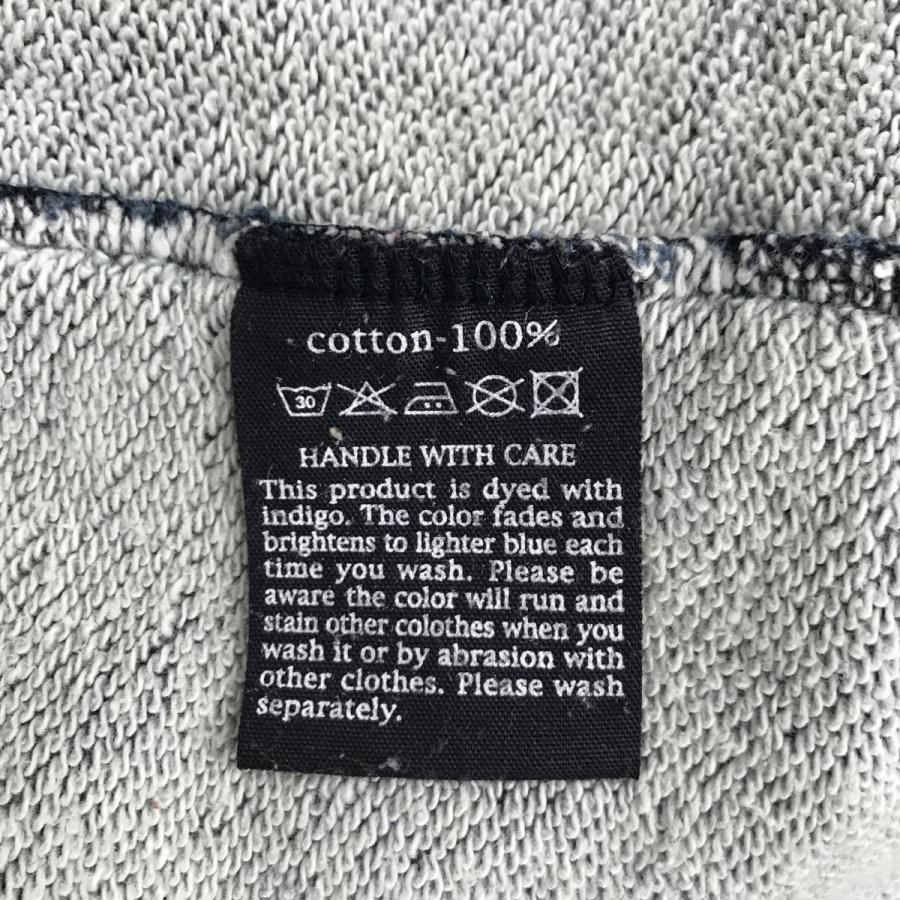 cotton-100%
30
HANDLE WITH CARE
This product is dyed with
indigo. The color fades and
brightens to lighter blue each
time you wash. Please be
aware the color will run and
stain other colothes when you
wash it or by abrasion with
other clothes. Please wash
separately.